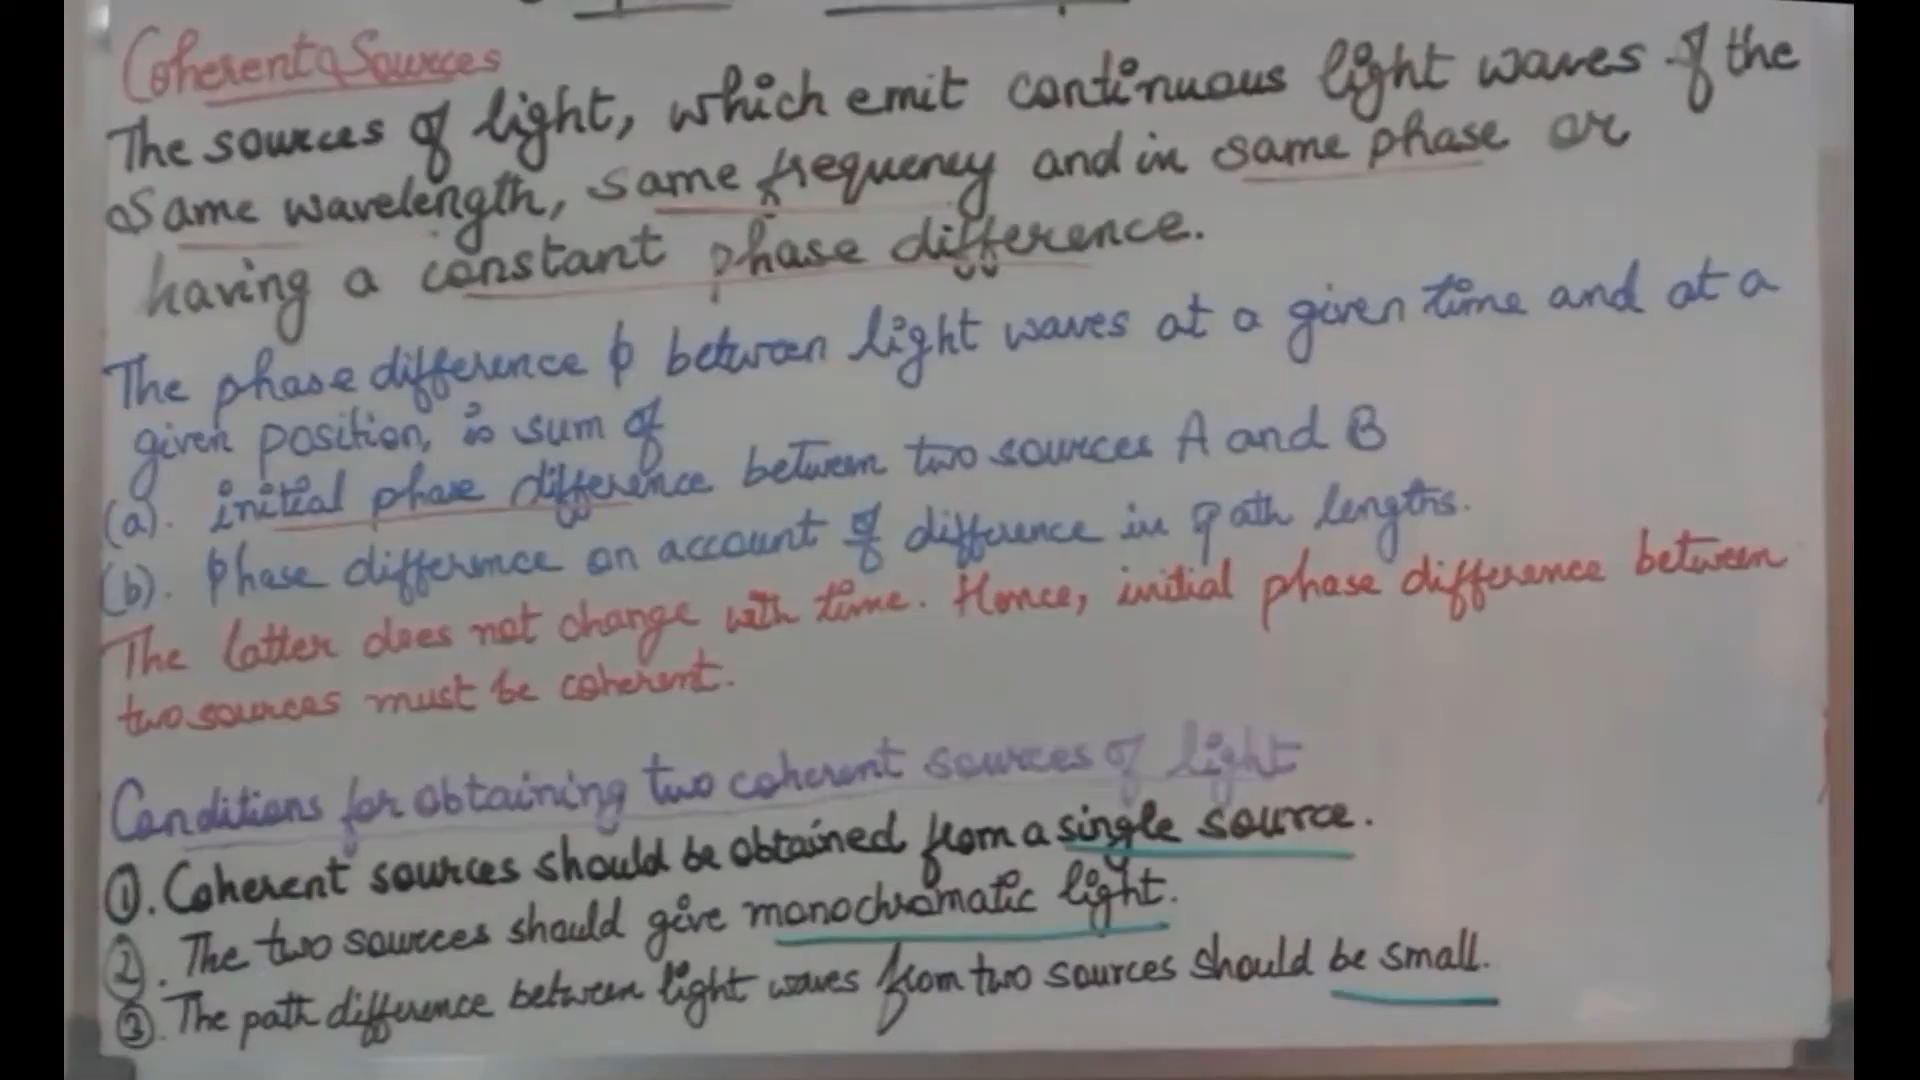 Coherent Sources
The sources of light, which emit continuous light waves of the
same wavelength, same frequency and in same phase or
having a constant phase difference.
The phase difference ϕ between light waves at a given time and at a
given position, is sum of
(a). initial phase difference between two sources A and B
(b). phase difference on account of difference in path lengths.
The latter does not change with time. Hence, initial phase difference between
two sources must be coherent.
Conditions for obtaining two coherent sources of light
①. Coherent sources should be obtained from a single source.
②. The two sources should give monochromatic light.
③. The path difference between light waves from two sources should be small.